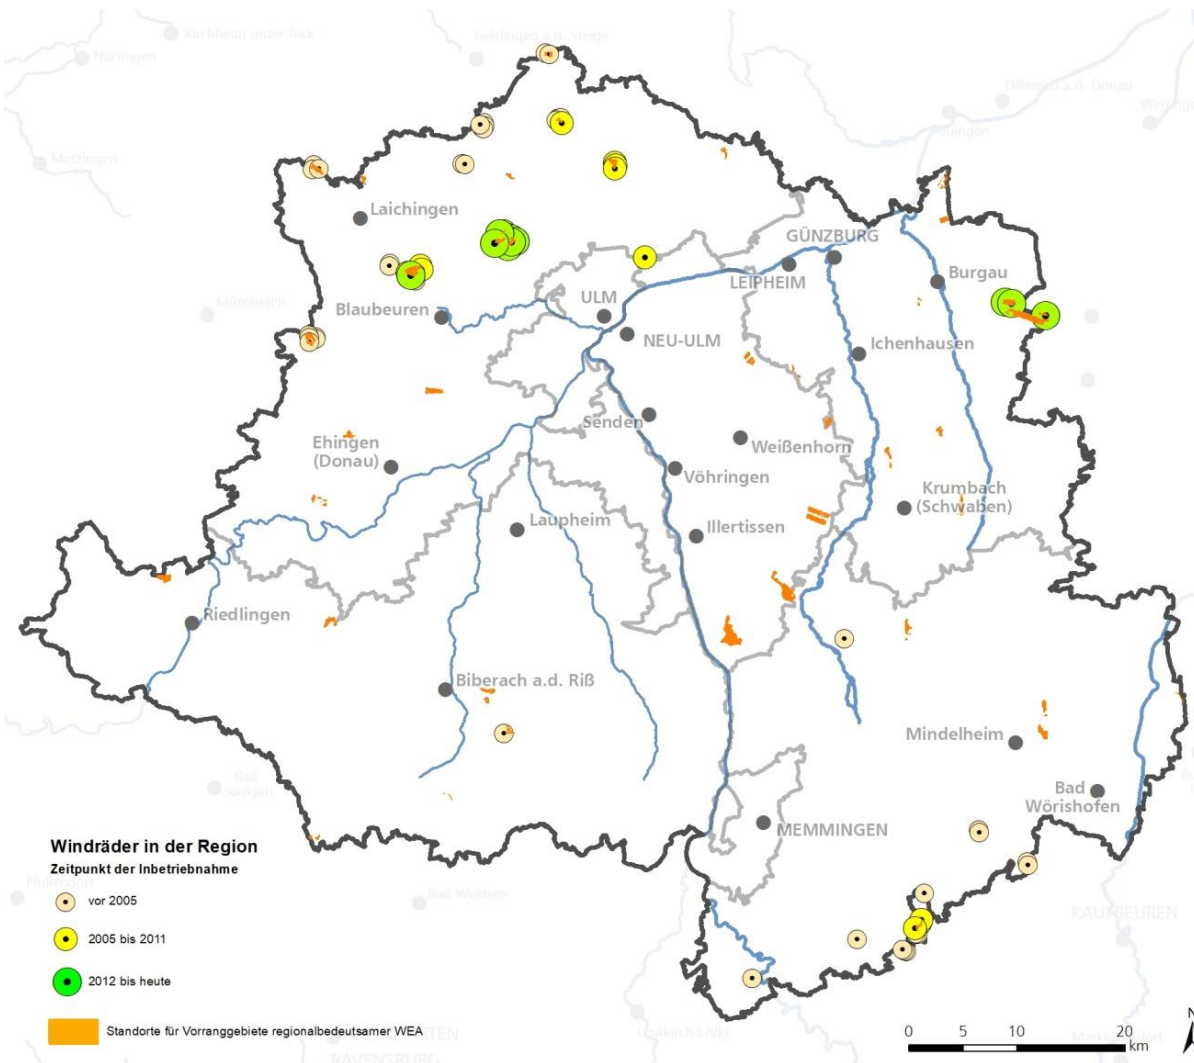 Kirchheim unter Teck
Nürtingen
Geislingen a.d. Steige
Dillingen a.d. Donau
Metzingen
Laichingen
GÜNZBURG
LEIPHEIM
Burgau
Münsingen
Blaubeuren
ULM
NEU-ULM
Ichenhausen
Senden
Weißenhorn
Ehingen
(Donau)
Vöhringen
Krumbach
(Schwaben)
Laupheim
Illertissen
Riedlingen
Biberach a.d. Riß
Mindelheim
Bad
Saulgau
Bad
Wörishofen
MEMMINGEN
Windräder in der Region
Zeitpunkt der Inbetriebnahme
Pfullendorf
Bad Waldsee
vor 2005
KAUFBEUREN
2005 bis 2011
2012 bis heute
Standorte für Vorranggebiete regionalbedeutsamer WEA
RAVENSBURG
N
0 5 10 20
km